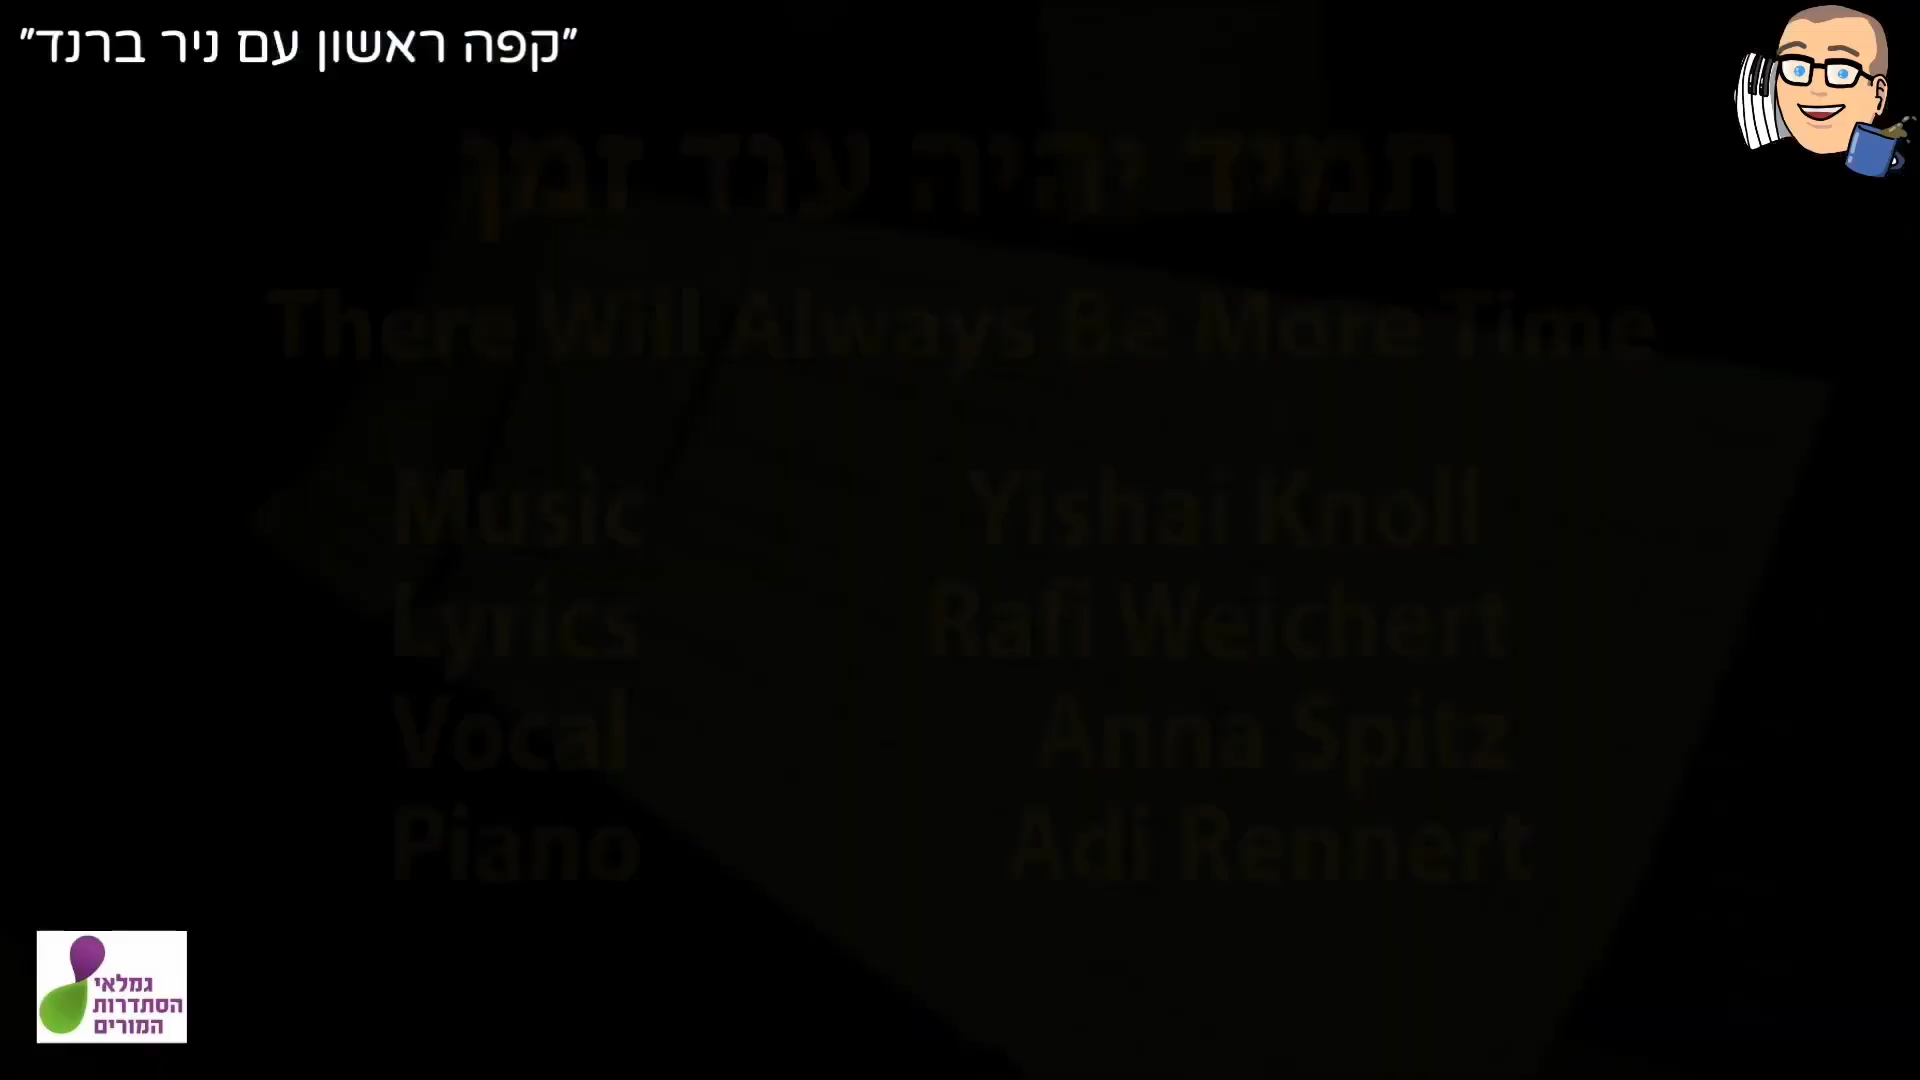 "קפה ראשון עם ניר ברנד"
תמיד יהיה עוד זמן
There Will Always Be More Time
Music Yishai Knoll
Lyrics Rafi Weichert
Vocal Anna Spitz
Piano Adi Rennert
גמלאי
הסתדרות
המורים